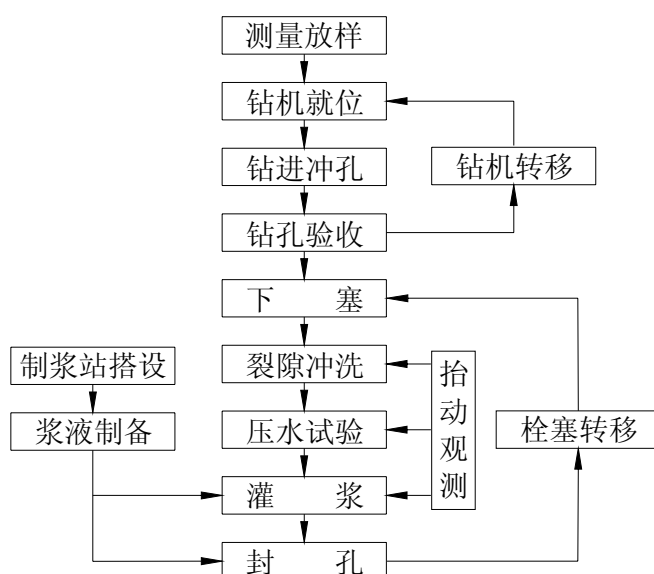 测量放样
钻机就位
钻进冲孔
钻机转移
钻孔验收
下 塞
制浆站搭设
裂隙冲洗
抬动观测
浆液制备
压水试验
栓塞转移
灌 浆
封 孔